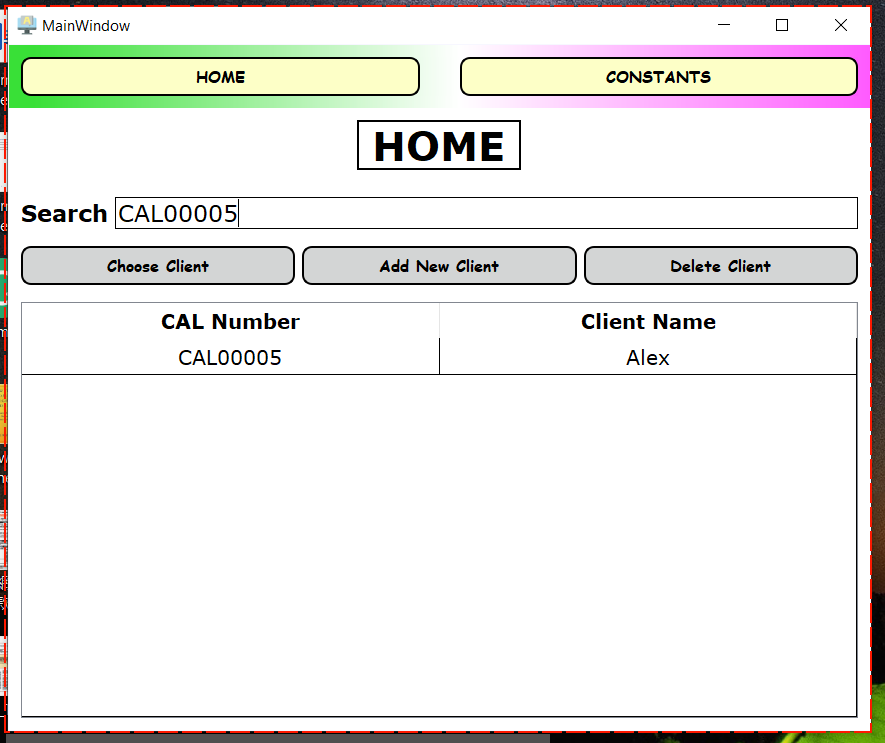 MainWindow
HOME CONSTANTS
HOME
Search CAL00005
Choose Client Add New Client Delete Client
CAL Number Client Name
CAL00005 Alex